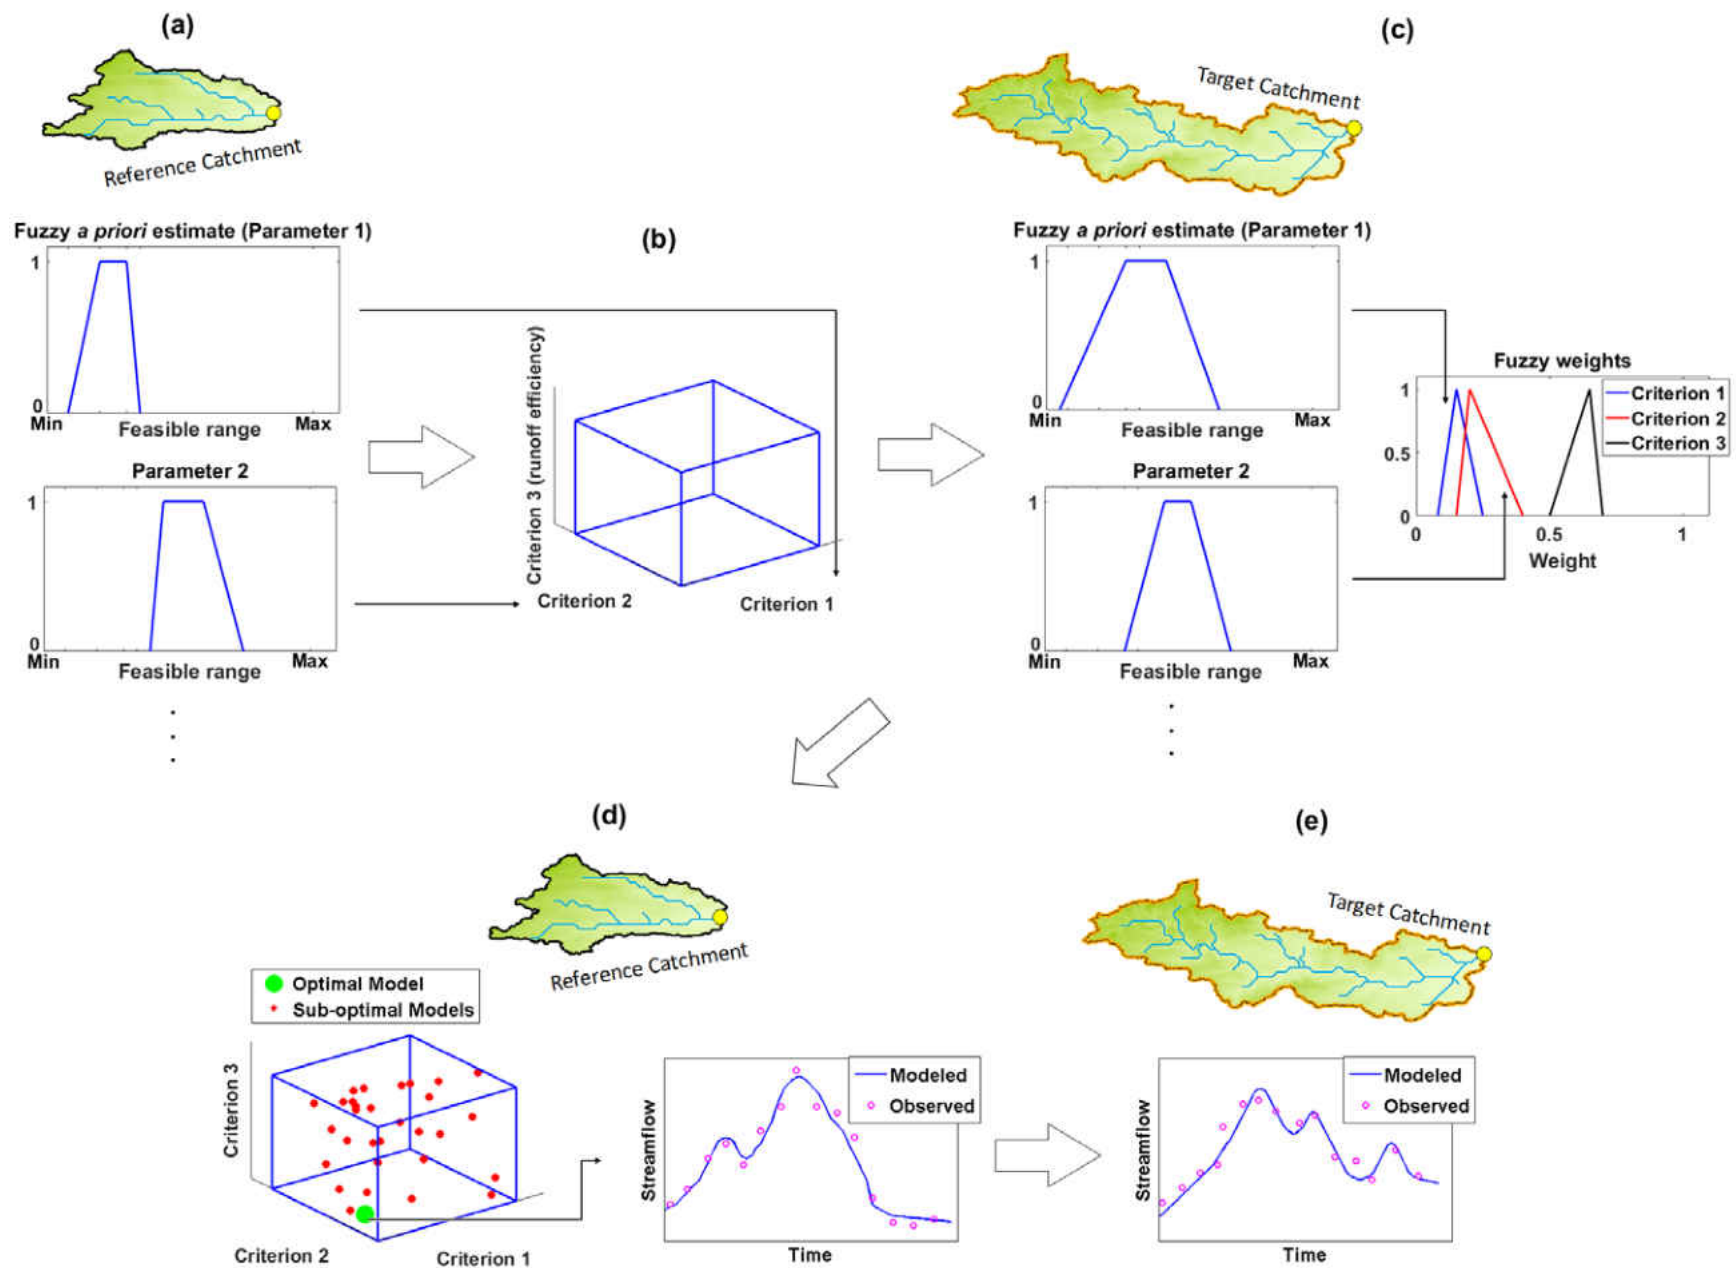 (a)
Reference Catchment
Fuzzy a priori estimate (Parameter 1)
1
0
Min
Max
Feasible range
Parameter 2
1
0
Min
Max
Feasible range
(b)
Criterion 3 (runoff efficiency)
Criterion 2
Criterion 1
(c)
Target Catchment
Fuzzy a priori estimate (Parameter 1)
1
0
Min
Max
Feasible range
Parameter 2
1
0
Min
Max
Feasible range
Fuzzy weights
1
0.5
0
0
0.5
1
Criterion 1
Criterion 2
Criterion 3
Weight
(d)
Reference Catchment
Optimal Model
Sub-optimal Models
Criterion 3
Criterion 2
Criterion 1
Streamflow
Modeled
Observed
Time
(e)
Target Catchment
Streamflow
Modeled
Observed
Time